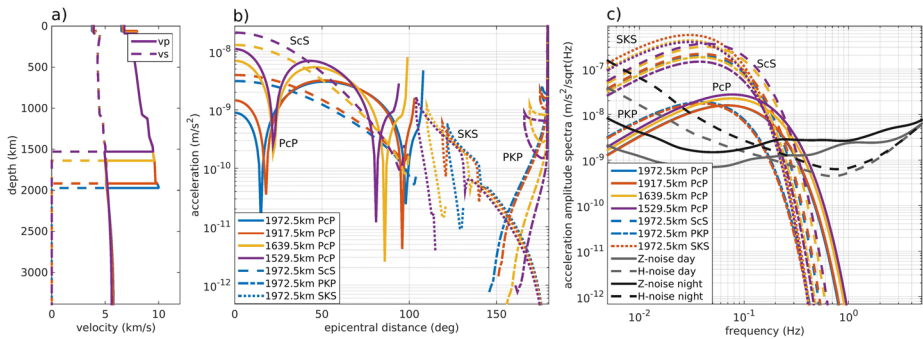 a)
0
500
1000
1500
2000
2500
3000
depth (km)
0
5
10
velocity (km/s)
vp
vs
b)
10^-8
10^-9
10^-10
10^-11
10^-12
acceleration (m/s^2)
0
50
100
150
epicentral distance (deg)
ScS
PcP
SKS
PKP
1972.5km PcP
1917.5km PcP
1639.5km PcP
1529.5km PcP
1972.5km ScS
1972.5km PKP
1972.5km SKS
c)
10^-7
10^-8
10^-9
10^-10
10^-11
10^-12
acceleration amplitude spectra (m/s^2/sqrt(Hz)
10^-2
10^-1
10^0
frequency (Hz)
SKS
ScS
PcP
PKP
1972.5km PcP
1917.5km PcP
1639.5km PcP
1529.5km PcP
1972.5km ScS
1972.5km PKP
1972.5km SKS
Z-noise day
H-noise day
Z-noise night
H-noise night